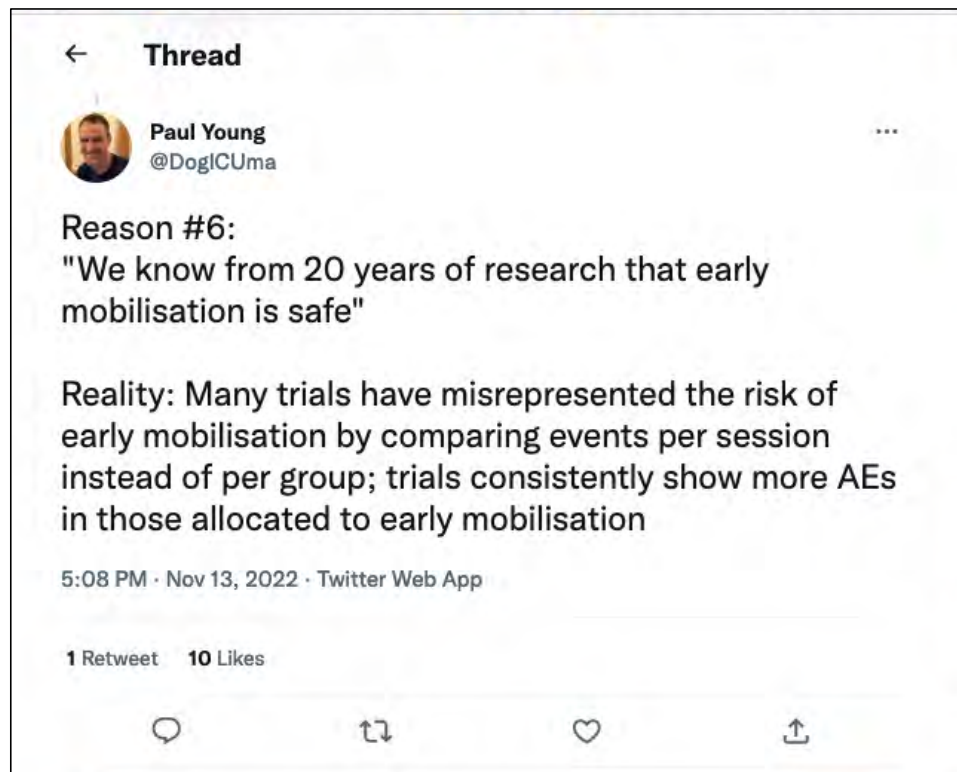 Thread
Paul Young
@DogICUma
Reason #6:
"We know from 20 years of research that early
mobilisation is safe"
Reality: Many trials have misrepresented the risk of
early mobilisation by comparing events per session
instead of per group; trials consistently show more AEs
in those allocated to early mobilisation
5:08 PM · Nov 13, 2022 · Twitter Web App
1 Retweet 10 Likes